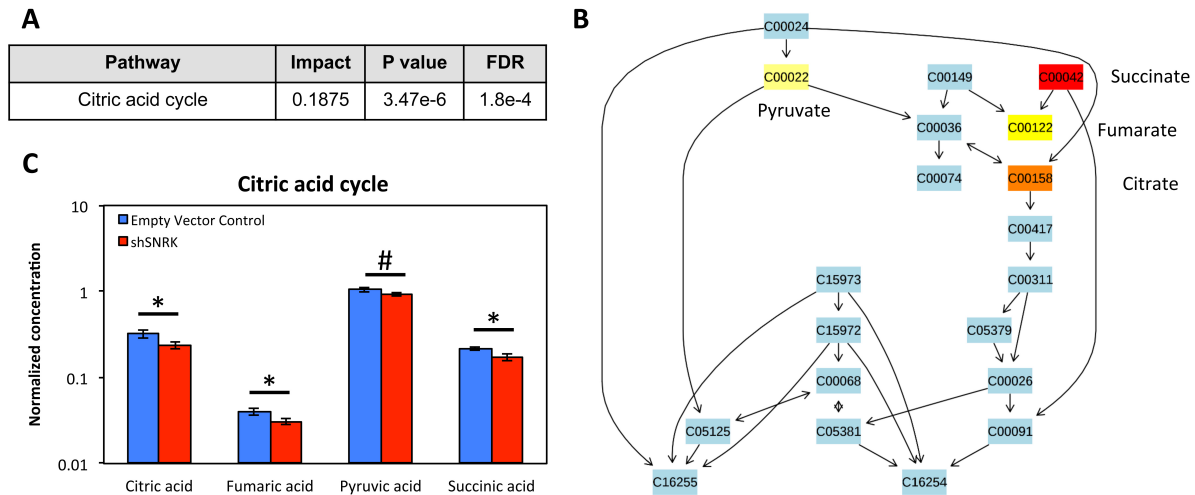 A
Pathway Impact P value FDR
Citric acid cycle 0.1875 3.47e-6 1.8e-4
B
C00024
C00022
C00149
C00042
Succinate
Pyruvate
C00036
C00122
Fumarate
C00074
C00158
Citrate
C00417
C15973
C00311
C15972
C05379
C00068
C00026
C05125
C05381
C00091
C16255
C16254
C
Citric acid cycle
Normalized concentration
10
1
0.1
0.01
Empty Vector Control
shSNRK
*
*
#
*
Citric acid Fumaric acid Pyruvic acid Succinic acid